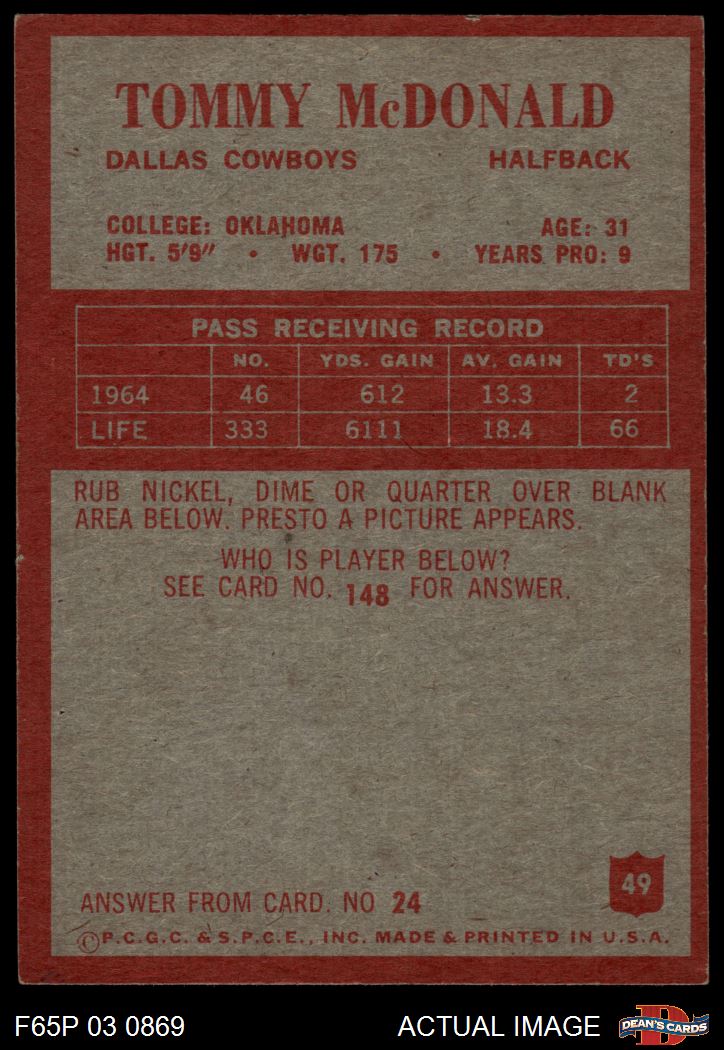 TOMMY McDONALD
DALLAS COWBOYS HALFBACK
COLLEGE: OKLAHOMA AGE: 31
HGT. 5'9" • WGT. 175 • YEARS PRO: 9
PASS RECEIVING RECORD
NO. YDS. GAIN AV. GAIN TD'S
1964 46 612 13.3 2
LIFE 333 6111 18.4 66
RUB NICKEL, DIME OR QUARTER OVER BLANK
AREA BELOW. PRESTO A PICTURE APPEARS.
WHO IS PLAYER BELOW?
SEE CARD NO. 148 FOR ANSWER.
49
ANSWER FROM CARD. NO 24
©P.C.G.C. & S.P.C.E., INC. MADE & PRINTED IN U.S.A.
F65P 03 0869 ACTUAL IMAGE D DEAN'S CARDS